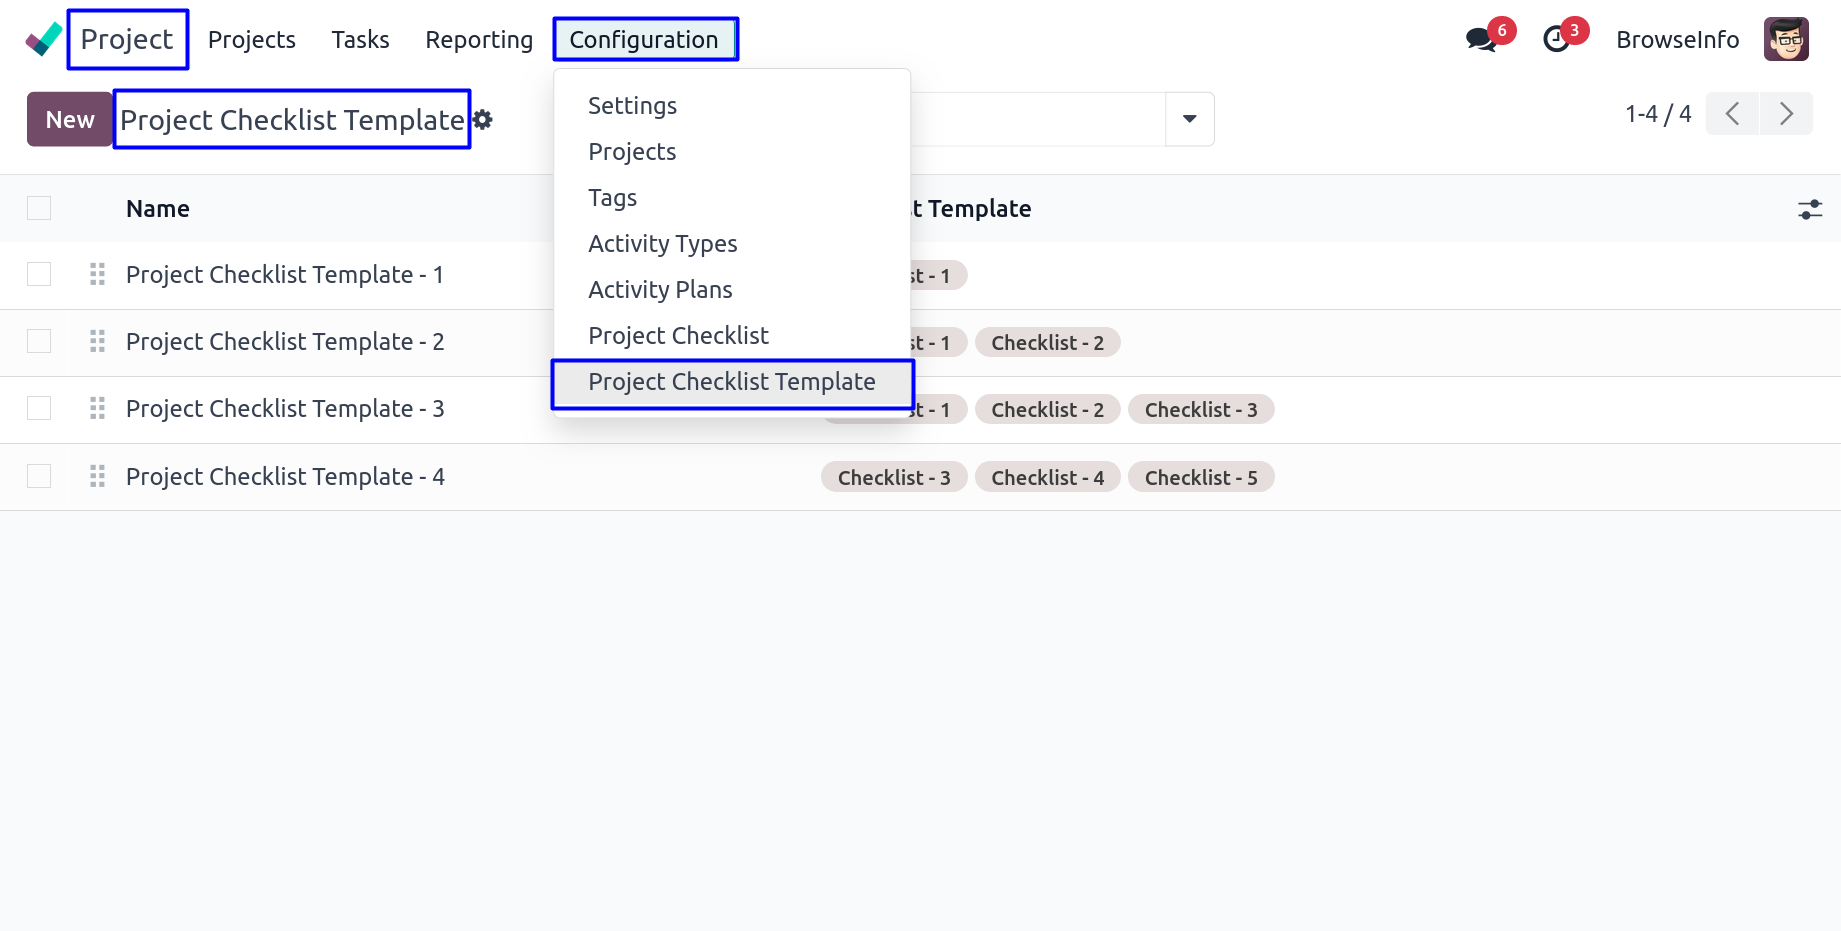 Project Projects Tasks Reporting Configuration 6 3 BrowseInfo
New Project Checklist Template 1-4 / 4
Settings
Projects
Tags
Activity Types
Activity Plans
Project Checklist
Project Checklist Template
Name t Template
Project Checklist Template - 1 st - 1
Project Checklist Template - 2 st - 1 Checklist - 2
Project Checklist Template - 3 st - 1 Checklist - 2 Checklist - 3
Project Checklist Template - 4 Checklist - 3 Checklist - 4 Checklist - 5